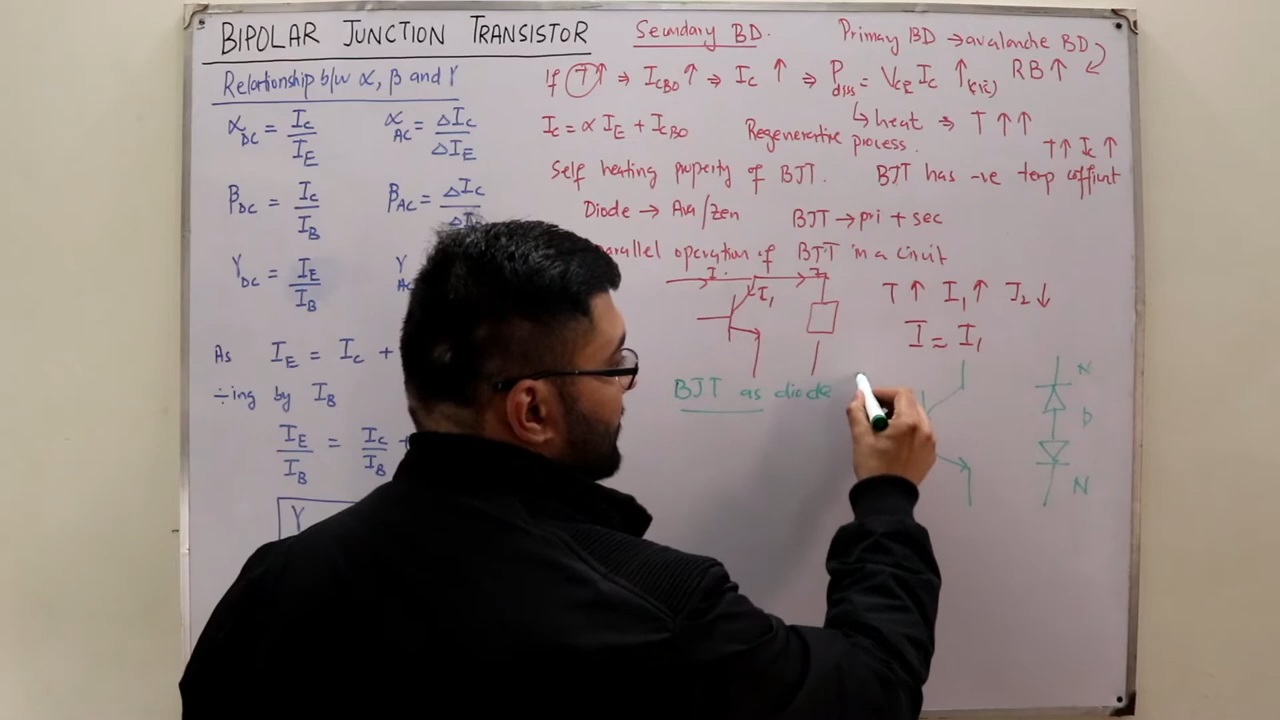 BIPOLAR JUNCTION TRANSISTOR
Relationship b/w α, β and γ
α_DC = I_C / I_E
α_AC = ΔI_C / ΔI_E
β_DC = I_C / I_B
β_AC = ΔI_C /
γ_DC = I_E / I_B
γ_AC
As I_E = I_C +
÷ing by I_B
I_E / I_B = I_C / I_B +
γ
Secondary BD.
Primary BD → avalanche BD
If T↑ ⇒ I_CBO ↑ ⇒ I_C ↑ ⇒ P_diss = V_CE I_C ↑
RB↑
↳ heat ⇒ T↑↑
I_C = α I_E + I_CBO
Regenerative process.
T↑ I_C ↑
Self heating property of BJT.
BJT has -ve temp coffient
Diode → Ava/zen
BJT → pri + sec
parallel operation of BJT in a circuit
I
I_1
I_2
T↑ I_1↑ I_2↓
I ≈ I_1
BJT as diode
N
P
N